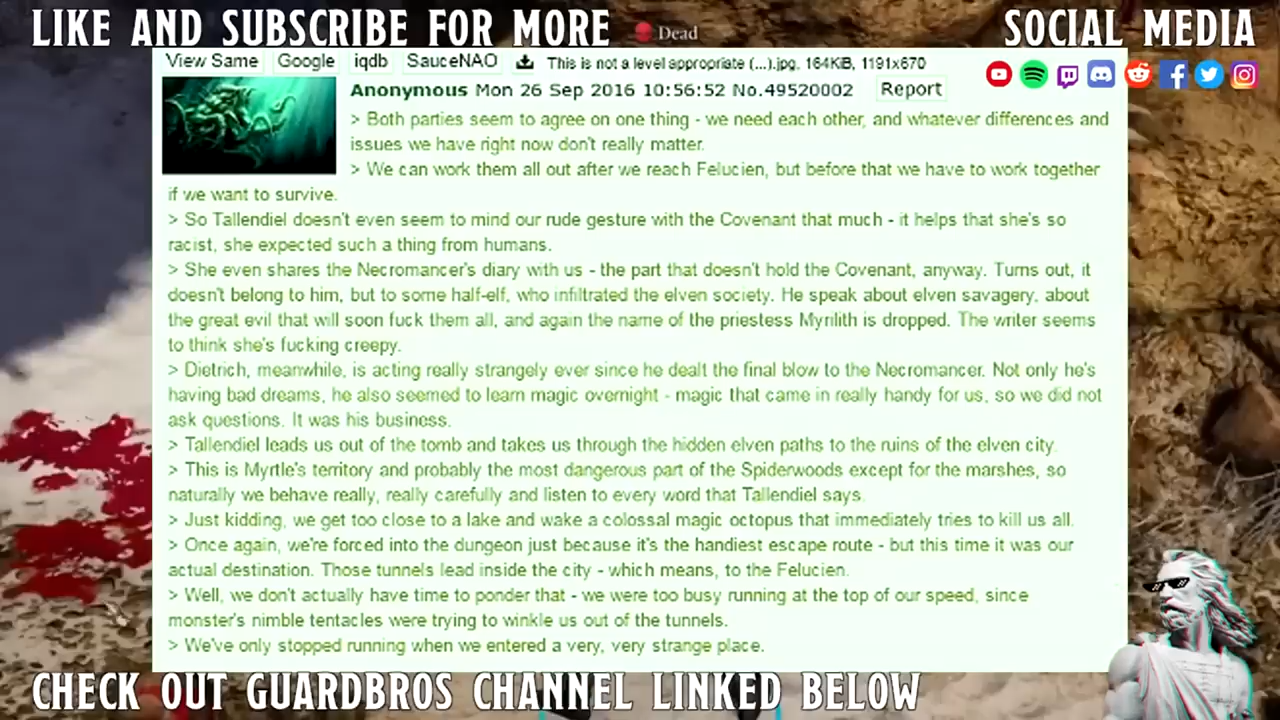 LIKE AND SUBSCRIBE FOR MORE
Dead
SOCIAL MEDIA
View Same Google iqdb SauceNAO This is not a level appropriate (...).jpg, 164KiB, 1191x670
Anonymous Mon 26 Sep 2016 10:56:52 No.49520002 Report
> Both parties seem to agree on one thing - we need each other, and whatever differences and
issues we have right now don't really matter.
> We can work them all out after we reach Felucien, but before that we have to work together
if we want to survive.
> So Tallendiel doesn't even seem to mind our rude gesture with the Covenant that much - it helps that she's so
racist, she expected such a thing from humans.
> She even shares the Necromancer's diary with us - the part that doesn't hold the Covenant, anyway. Turns out, it
doesn't belong to him, but to some half-elf, who infiltrated the elven society. He speak about elven savagery, about
the great evil that will soon fuck them all, and again the name of the priestess Myrilith is dropped. The writer seems
to think she's fucking creepy.
> Dietrich, meanwhile, is acting really strangely ever since he dealt the final blow to the Necromancer. Not only he's
having bad dreams, he also seemed to learn magic overnight - magic that came in really handy for us, so we did not
ask questions. It was his business.
> Tallendiel leads us out of the tomb and takes us through the hidden elven paths to the ruins of the elven city.
> This is Myrtle's territory and probably the most dangerous part of the Spiderwoods except for the marshes, so
naturally we behave really, really carefully and listen to every word that Tallendiel says.
> Just kidding, we get too close to a lake and wake a colossal magic octopus that immediately tries to kill us all.
> Once again, we're forced into the dungeon just because it's the handiest escape route - but this time it was our
actual destination. Those tunnels lead inside the city - which means, to the Felucien.
> Well, we don't actually have time to ponder that - we were too busy running at the top of our speed, since
monster's nimble tentacles were trying to winkle us out of the tunnels.
> We've only stopped running when we entered a very, very strange place.
CHECK OUT GUARDBROS CHANNEL LINKED BELOW